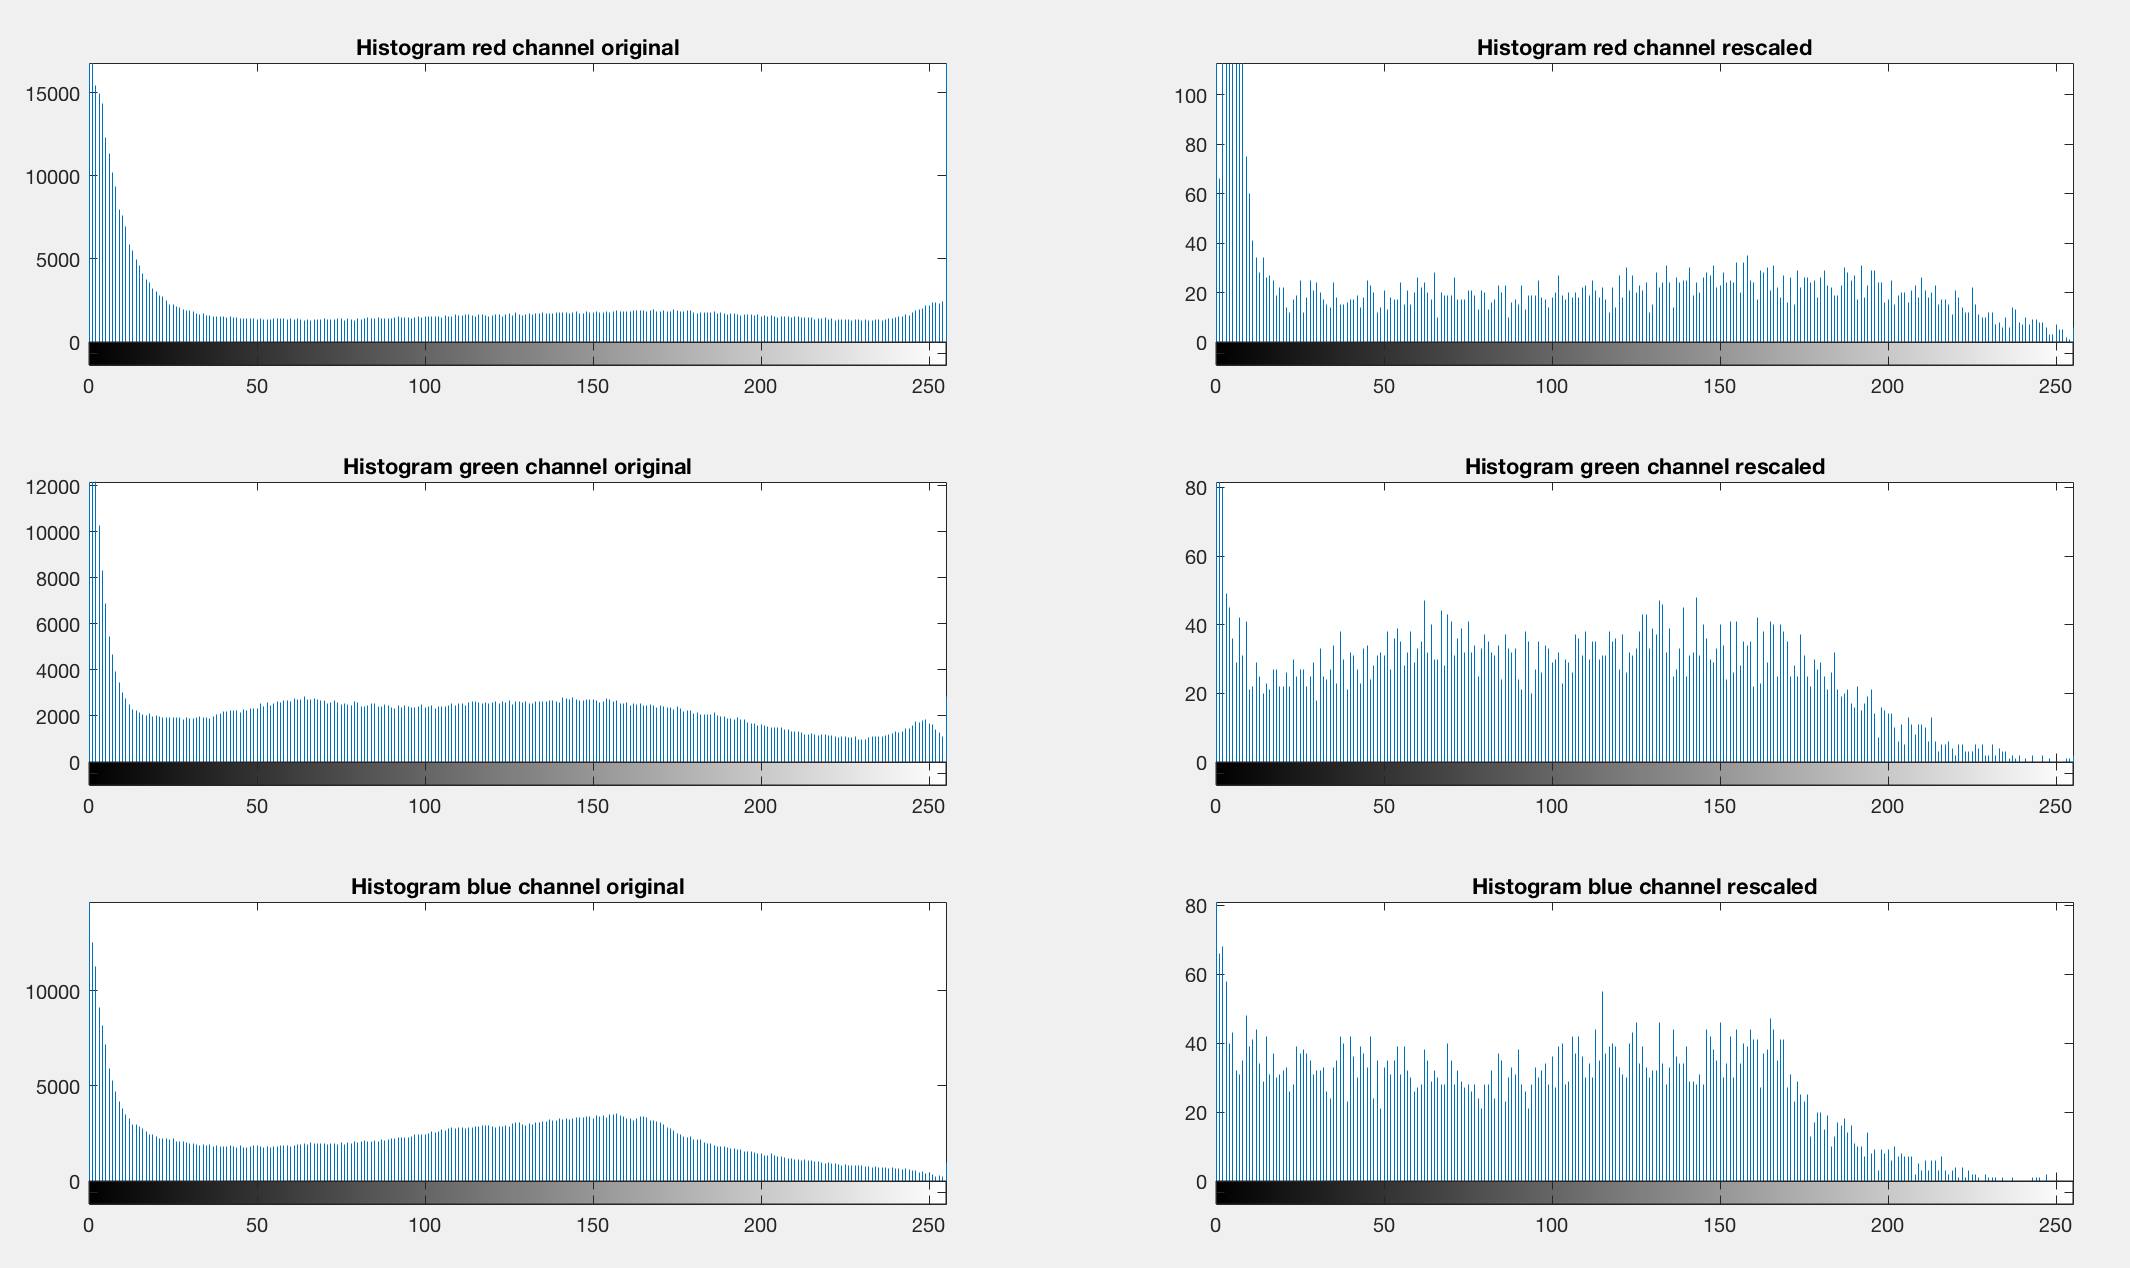 Histogram red channel original
15000
10000
5000
0
0 50 100 150 200 250
Histogram red channel rescaled
100
80
60
40
20
0
0 50 100 150 200 250
Histogram green channel original
12000
10000
8000
6000
4000
2000
0
0 50 100 150 200 250
Histogram green channel rescaled
80
60
40
20
0
0 50 100 150 200 250
Histogram blue channel original
10000
5000
0
0 50 100 150 200 250
Histogram blue channel rescaled
80
60
40
20
0
0 50 100 150 200 250